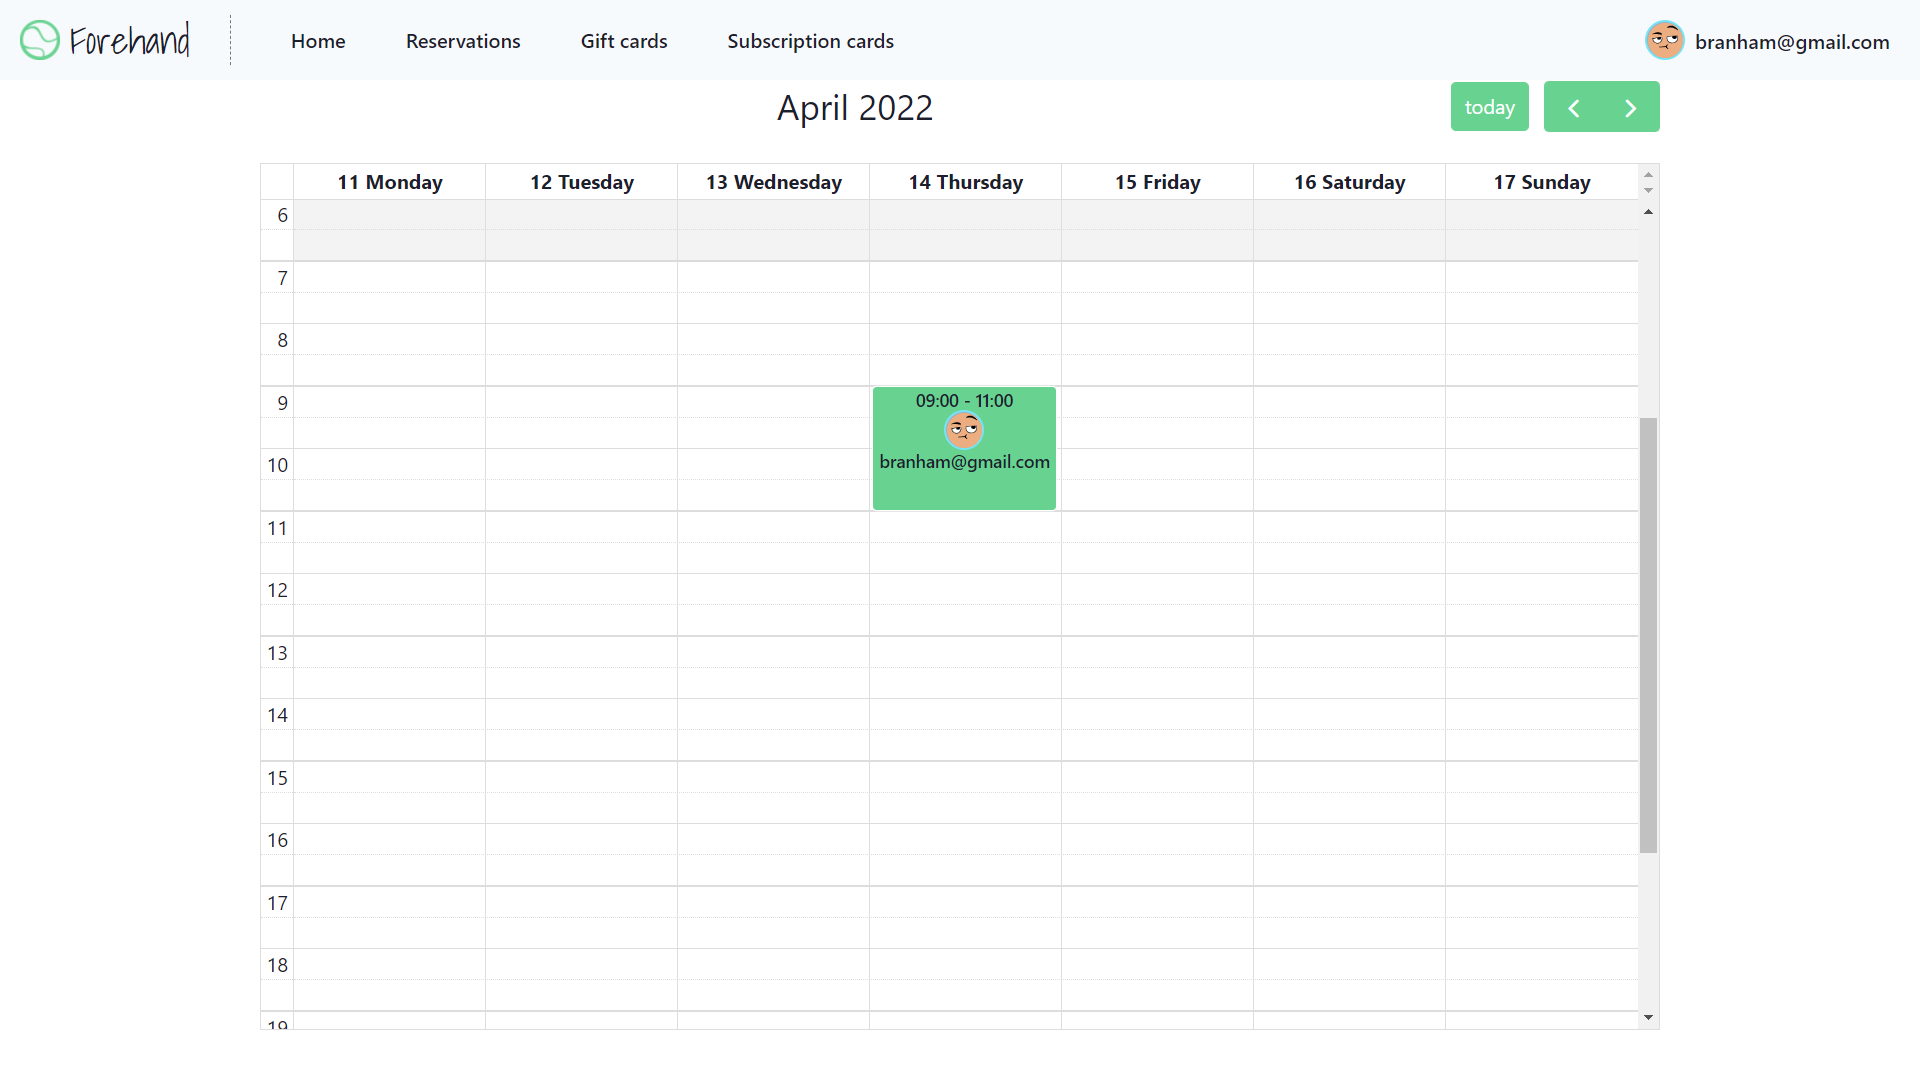 Forehand
Home Reservations Gift cards Subscription cards
branham@gmail.com
April 2022
today
11 Monday 12 Tuesday 13 Wednesday 14 Thursday 15 Friday 16 Saturday 17 Sunday
6
7
8
9
09:00 - 11:00
branham@gmail.com
10
11
12
13
14
15
16
17
18
19